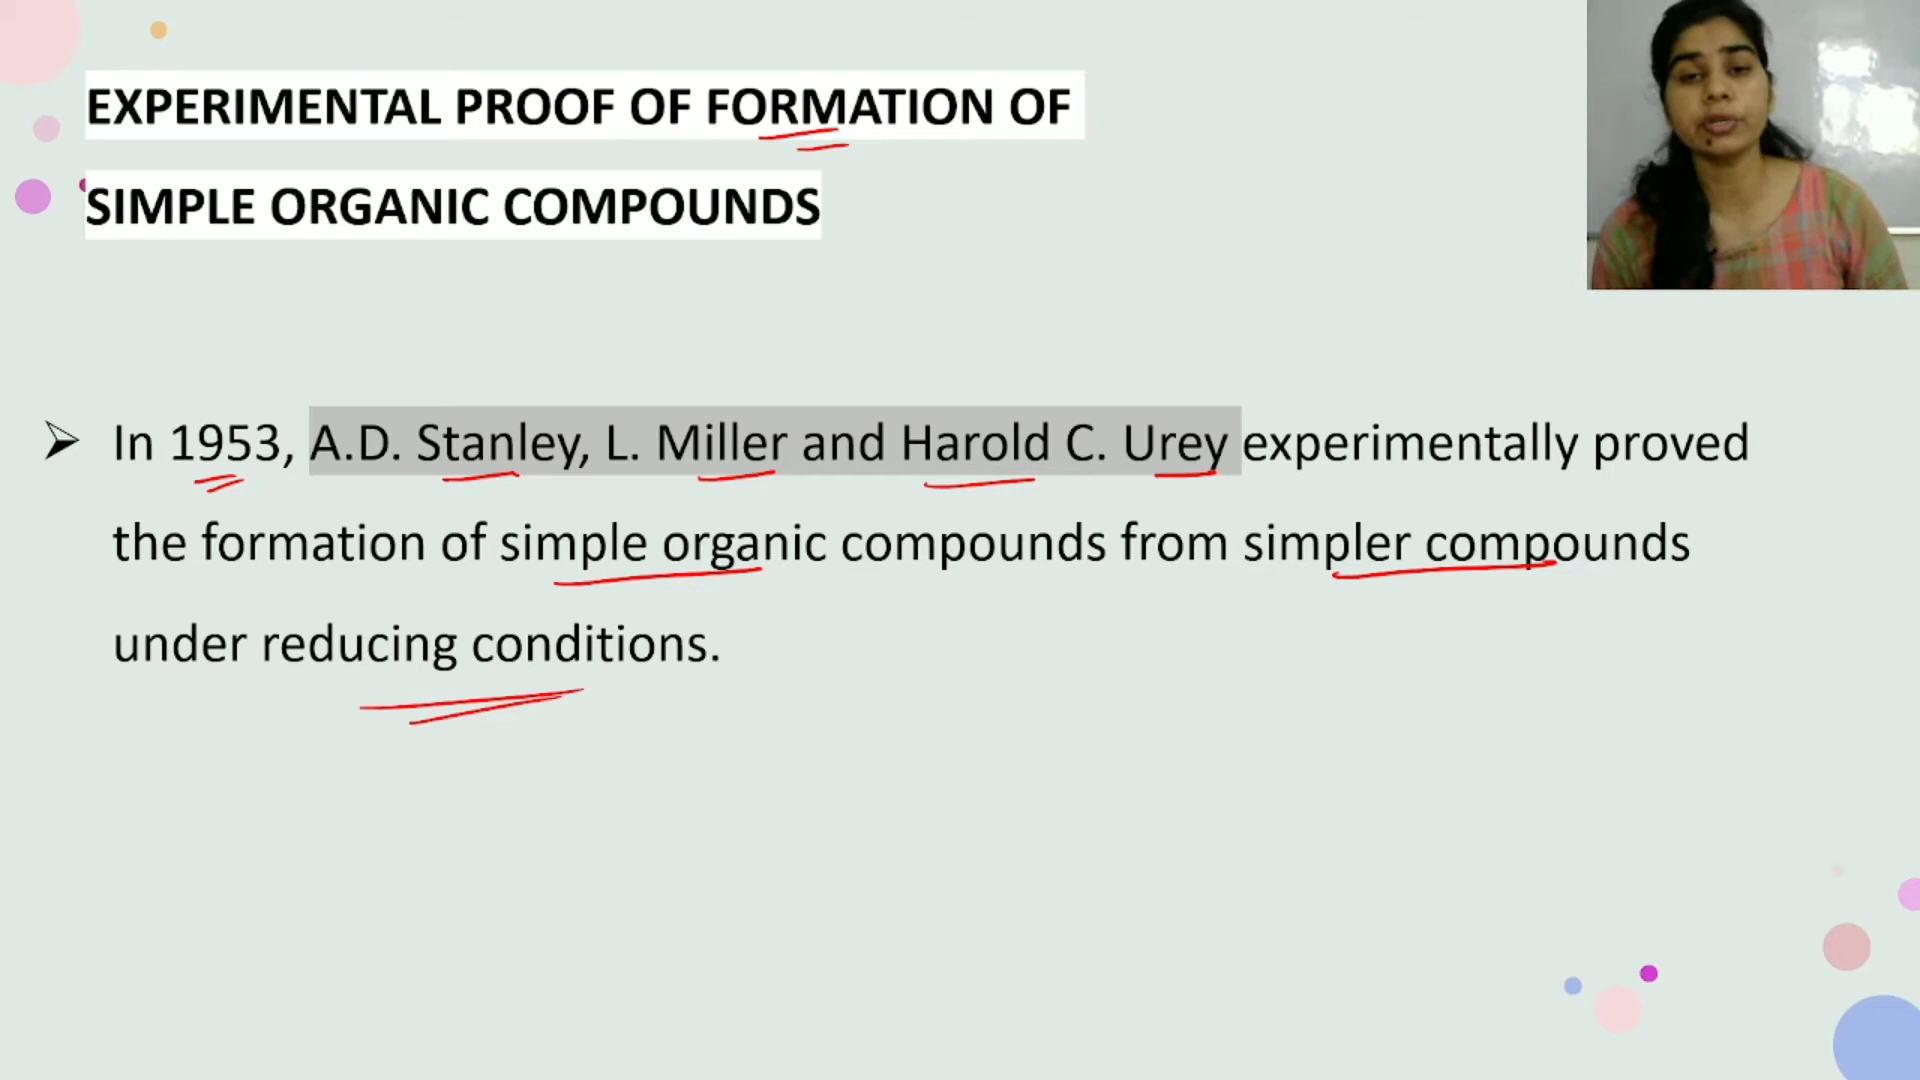 EXPERIMENTAL PROOF OF FORMATION OF
SIMPLE ORGANIC COMPOUNDS
In 1953, A.D. Stanley, L. Miller and Harold C. Urey experimentally proved
the formation of simple organic compounds from simpler compounds
under reducing conditions.